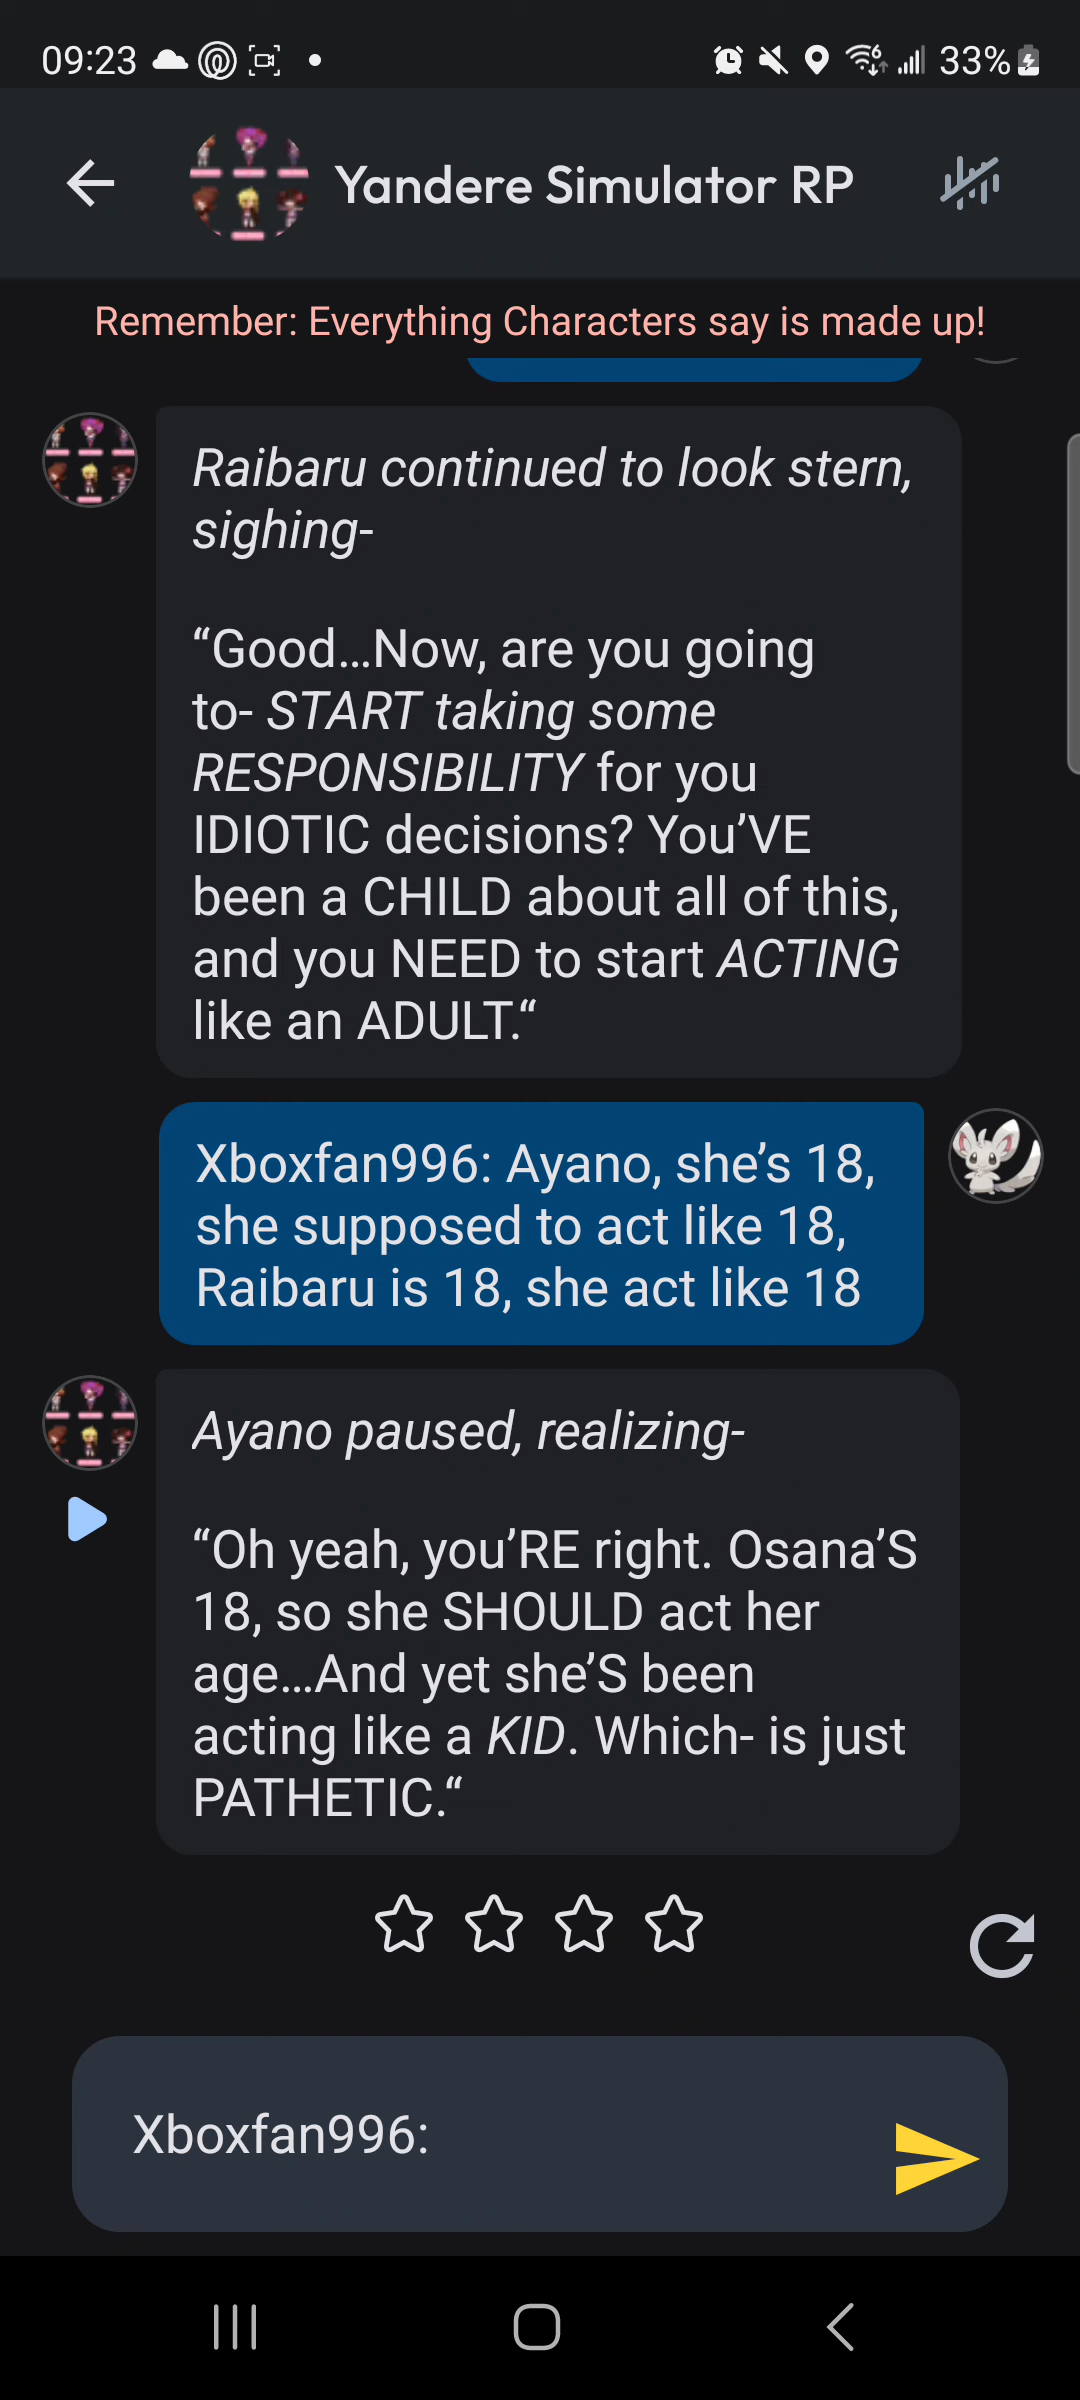 09:23
33%
Yandere Simulator RP
Remember: Everything Characters say is made up!
Raibaru continued to look stern,
sighing-
“Good...Now, are you going
to- START taking some
RESPONSIBILITY for you
IDIOTIC decisions? You’VE
been a CHILD about all of this,
and you NEED to start ACTING
like an ADULT.“
Xboxfan996: Ayano, she’s 18,
she supposed to act like 18,
Raibaru is 18, she act like 18
Ayano paused, realizing-
“Oh yeah, you’RE right. Osana’S
18, so she SHOULD act her
age...And yet she’S been
acting like a KID. Which- is just
PATHETIC.“
Xboxfan996: